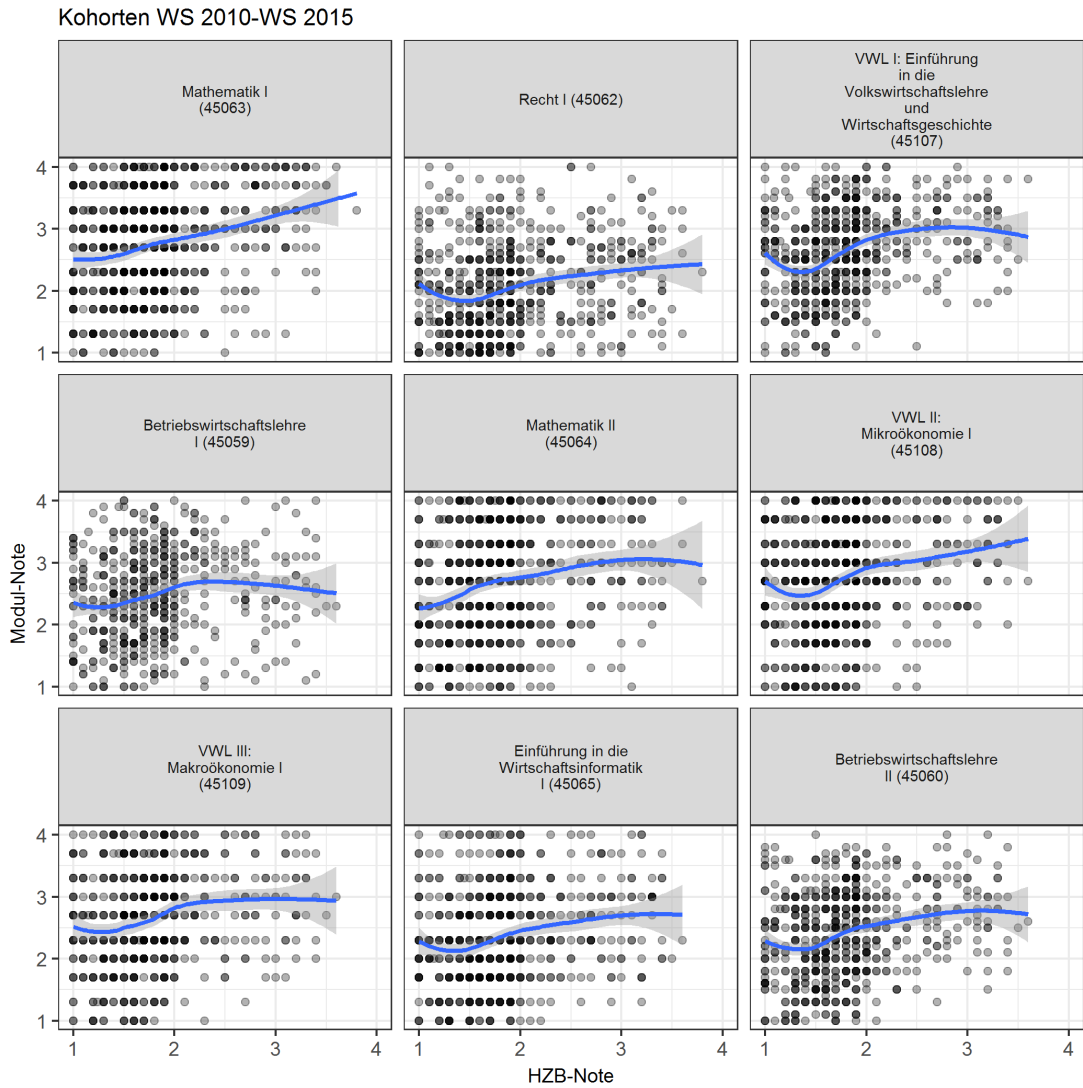 Kohorten WS 2010-WS 2015
Mathematik I
(45063)
Recht I (45062)
VWL I: Einführung
in die
Volkswirtschaftslehre
und
Wirtschaftsgeschichte
(45107)
4
3
2
1
Betriebswirtschaftslehre
I (45059)
Mathematik II
(45064)
VWL II:
Mikroökonomie I
(45108)
4
3
2
1
Modul-Note
VWL III:
Makroökonomie I
(45109)
Einführung in die
Wirtschaftsinformatik
I (45065)
Betriebswirtschaftslehre
II (45060)
4
3
2
1
1 2 3 4 1 2 3 4 1 2 3 4
HZB-Note